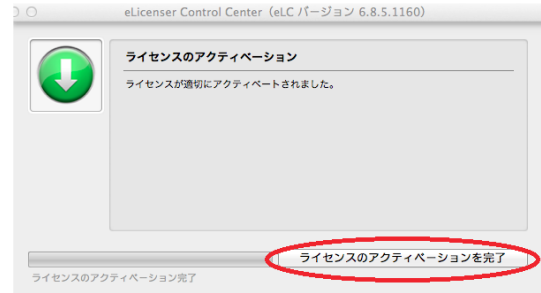 eLicenser Control Center（eLC バージョン 6.8.5.1160）
ライセンスのアクティベーション
ライセンスが適切にアクティベートされました。
ライセンスのアクティベーションを完了
ライセンスのアクティベーション完了